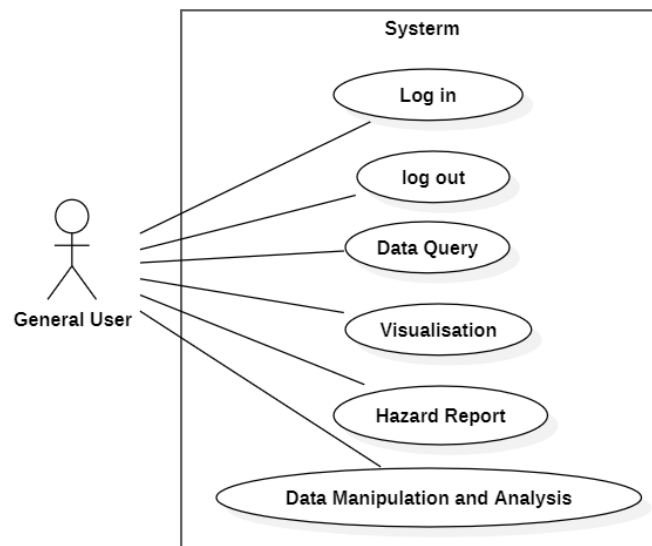 Systerm
Log in
log out
Data Query
General User
Visualisation
Hazard Report
Data Manipulation and Analysis